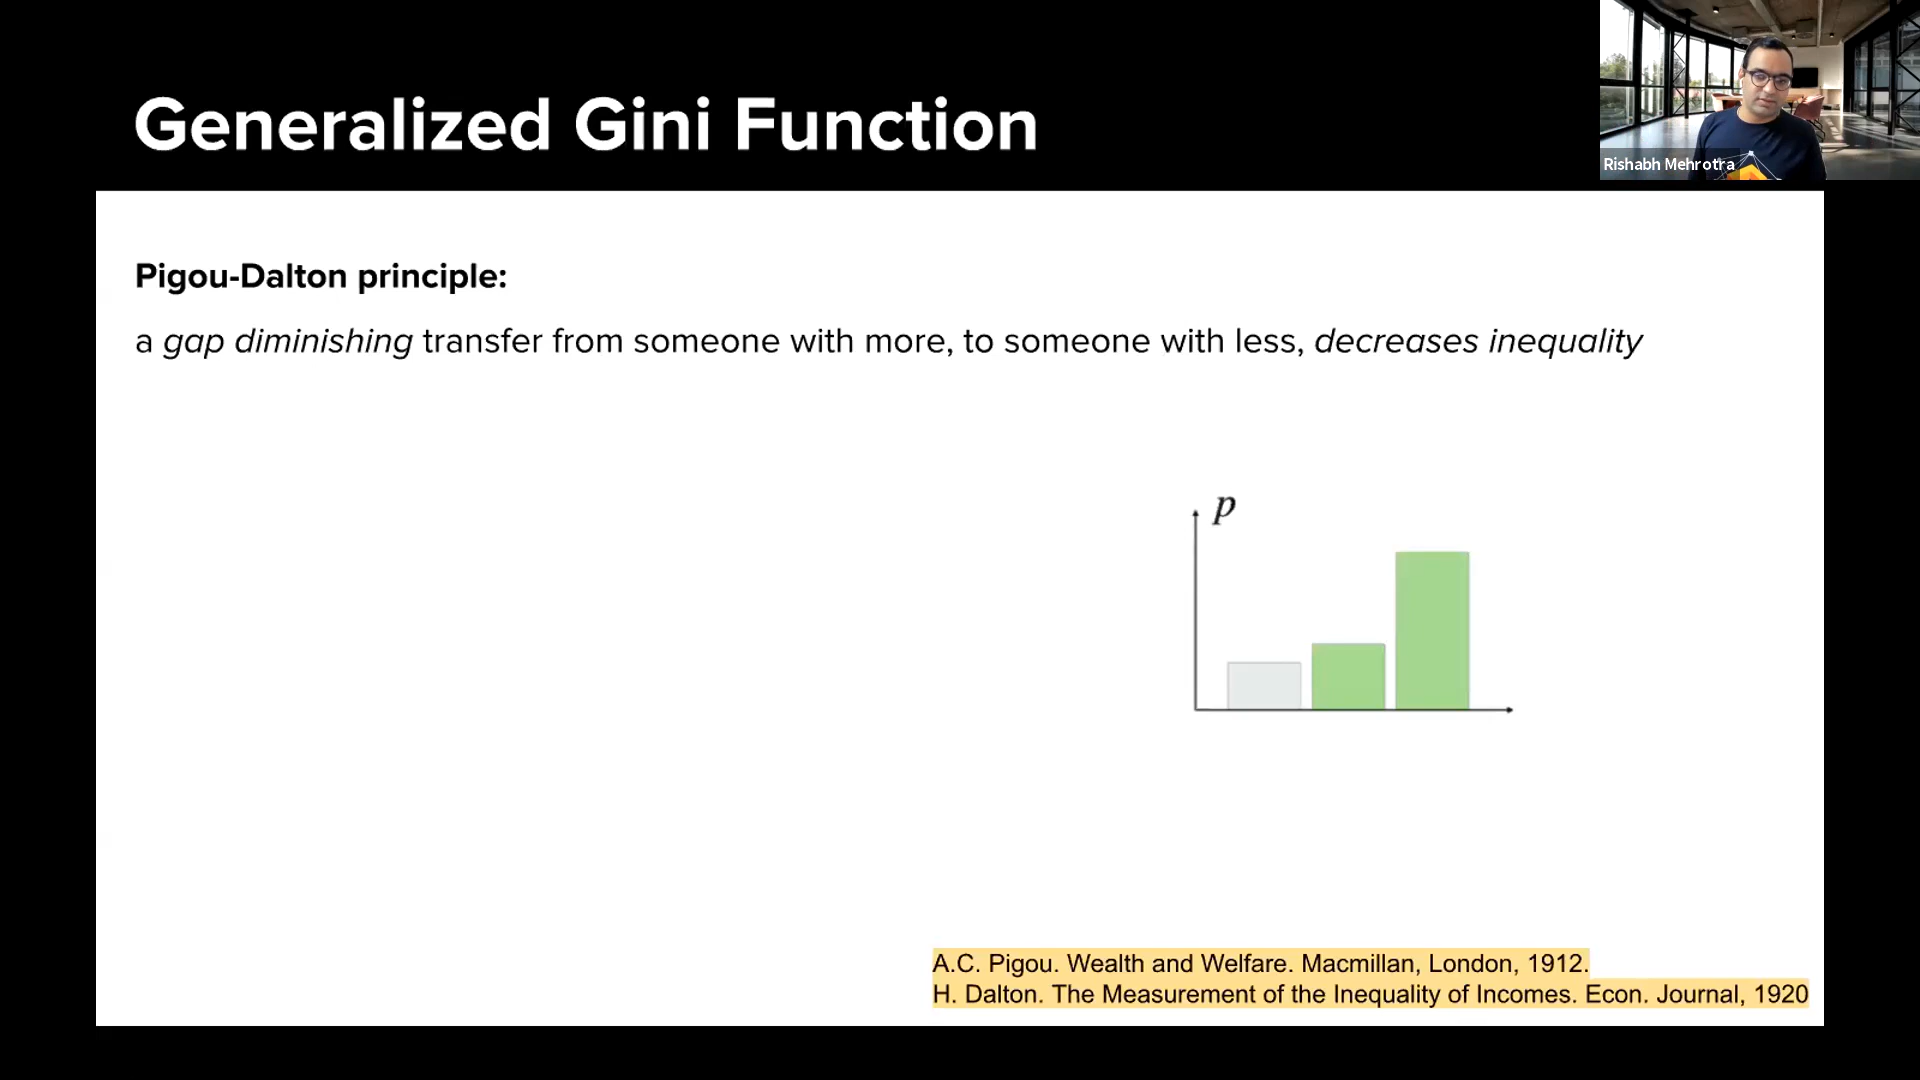 Generalized Gini Function
Rishabh Mehrotra
Pigou-Dalton principle:
a gap diminishing transfer from someone with more, to someone with less, decreases inequality
p
A.C. Pigou. Wealth and Welfare. Macmillan, London, 1912.
H. Dalton. The Measurement of the Inequality of Incomes. Econ. Journal, 1920